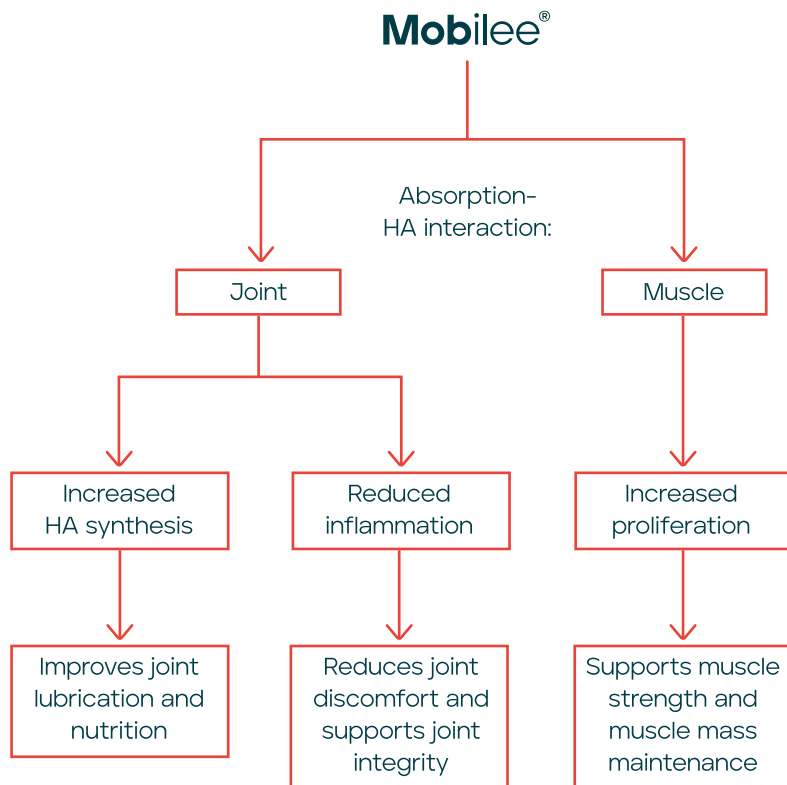 Mobilee®
Absorption-
HA interaction:
Joint
Muscle
Increased
HA synthesis
Reduced
inflammation
Increased
proliferation
Improves joint
lubrication and
nutrition
Reduces joint
discomfort and
supports joint
integrity
Supports muscle
strength and
muscle mass
maintenance